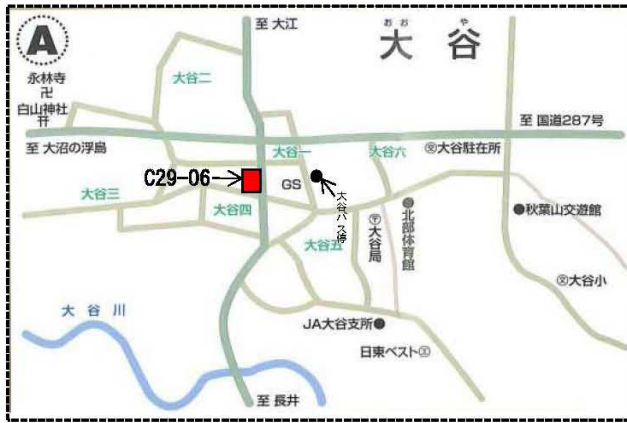 A
至 大江
おお や
大 谷
永林寺
卍
白山神社
大谷二
至 国道287号
至 大沼の浮島
大谷一
大谷六
㊛大谷駐在所
C29-06
GS
大谷バス停
大谷三
大谷四
大谷五
〒大谷局
北部体育館
秋葉山交遊館
㊛大谷小
大谷川
JA大谷支所
日東ベスト㊓
至 長井